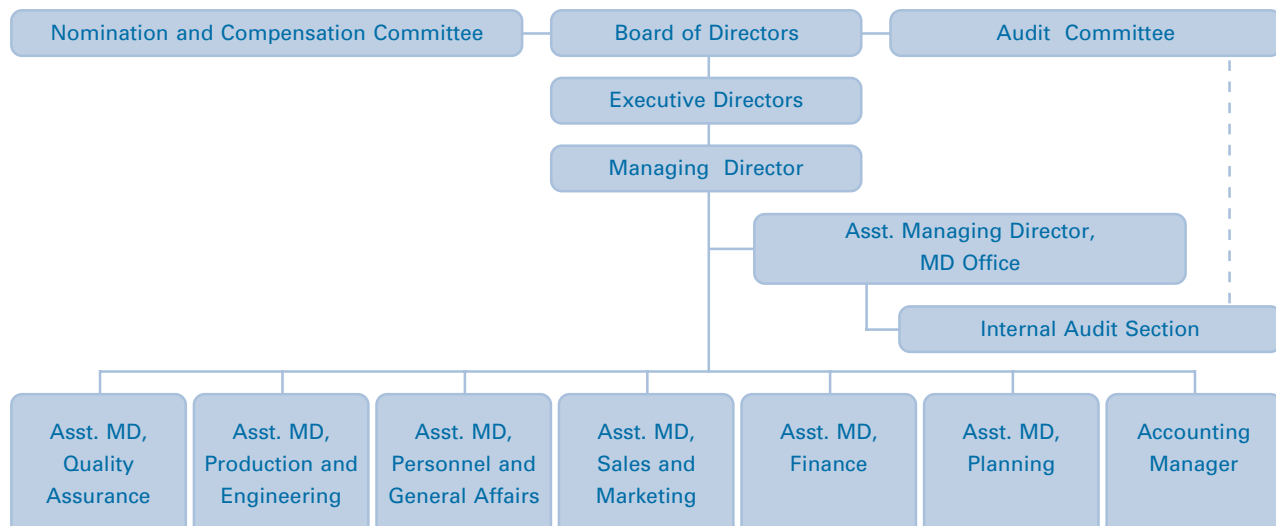 Nomination and Compensation Committee
Board of Directors
Audit Committee
Executive Directors
Managing Director
Asst. Managing Director,
MD Office
Internal Audit Section
Asst. MD,
Quality
Assurance
Asst. MD,
Production and
Engineering
Asst. MD,
Personnel and
General Affairs
Asst. MD,
Sales and
Marketing
Asst. MD,
Finance
Asst. MD,
Planning
Accounting
Manager